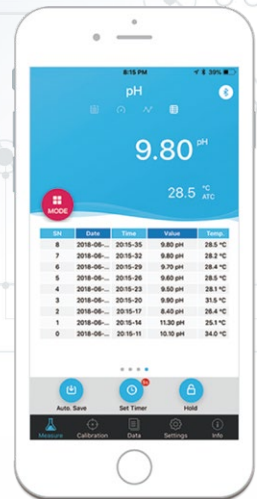 8:15 PM 39%
pH
9.80 pH
28.5 °C
ATC
MODE
SN Date Time Value Temp.
8 2018-06-... 20:15-35 9.80 pH 28.5 °C
7 2018-06-... 20:15-32 9.80 pH 28.2 °C
6 2018-06-... 20:15-29 9.70 pH 28.4 °C
5 2018-06-... 20:15-26 9.60 pH 28.5 °C
4 2018-06-... 20:15-23 9.50 pH 28.1 °C
3 2018-06-... 20:15-20 9.90 pH 31.5 °C
2 2018-06-... 20:15-17 8.40 pH 26.4 °C
1 2018-06-... 20:15-14 11.30 pH 25.1 °C
0 2018-06-... 20:15-11 10.10 pH 34.0 °C
Auto. Save Set Timer Hold
Measure Calibration Data Settings Info